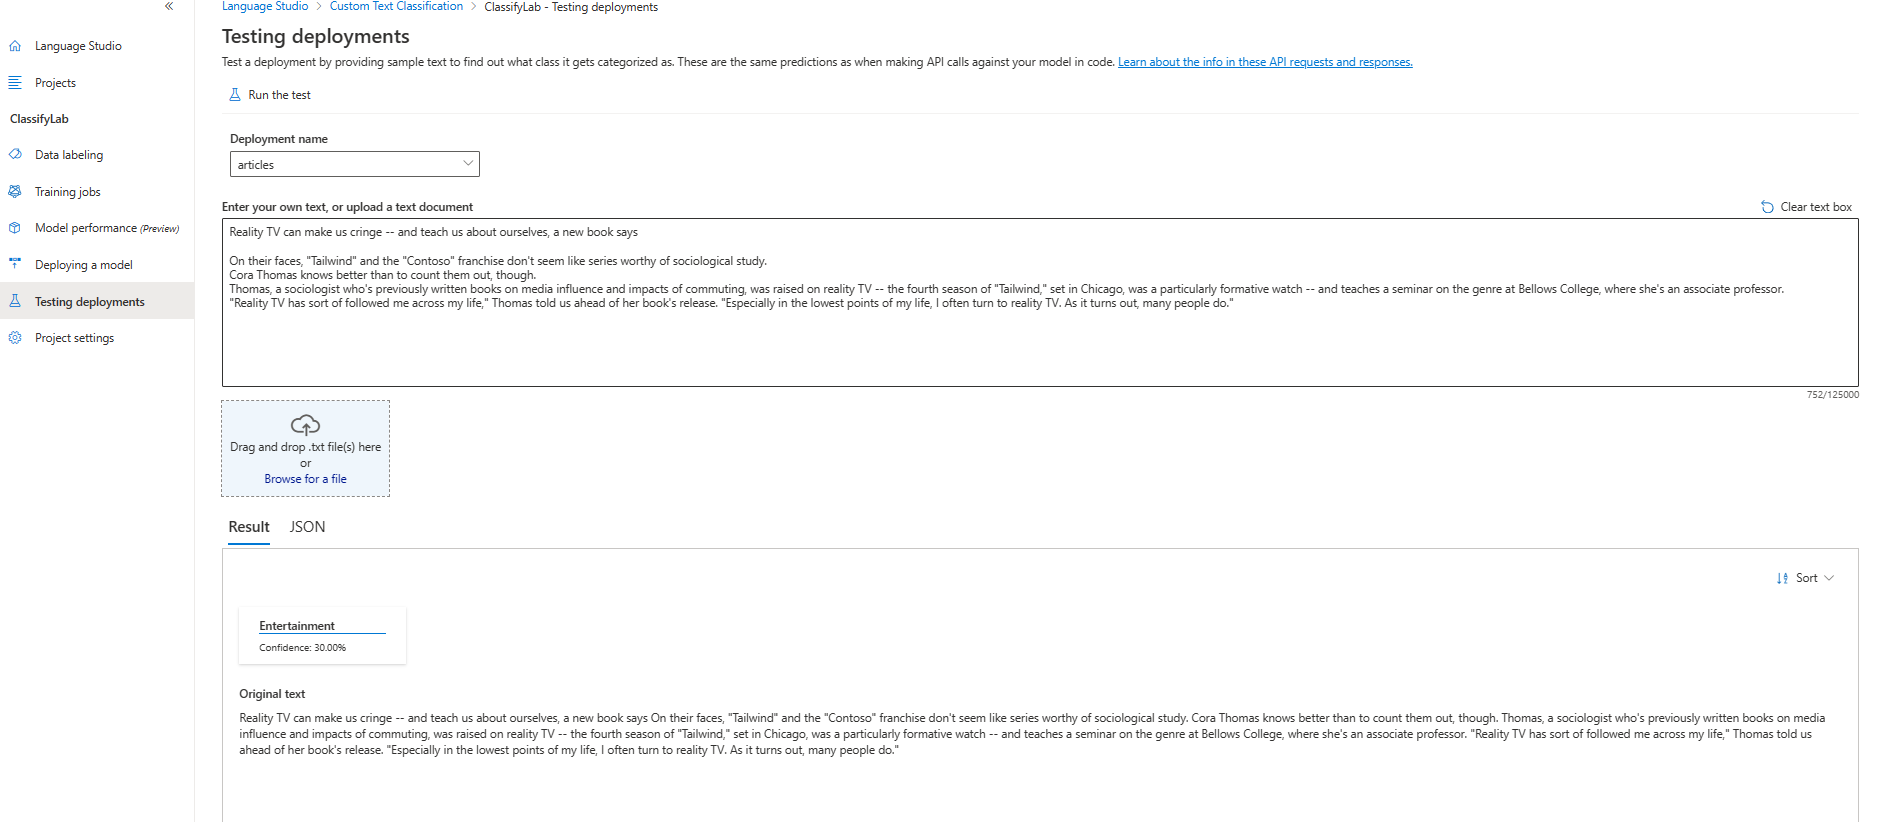 Language Studio > Custom Text Classification > ClassifyLab - Testing deployments
Language Studio
Projects
ClassifyLab
Data labeling
Training jobs
Model performance (Preview)
Deploying a model
Testing deployments
Project settings
Testing deployments
Test a deployment by providing sample text to find out what class it gets categorized as. These are the same predictions as when making API calls against your model in code. Learn about the info in these API requests and responses.
Run the test
Deployment name
articles
Enter your own text, or upload a text document
Clear text box
Reality TV can make us cringe -- and teach us about ourselves, a new book says
On their faces, "Tailwind" and the "Contoso" franchise don't seem like series worthy of sociological study.
Cora Thomas knows better than to count them out, though.
Thomas, a sociologist who's previously written books on media influence and impacts of commuting, was raised on reality TV -- the fourth season of "Tailwind," set in Chicago, was a particularly formative watch -- and teaches a seminar on the genre at Bellows College, where she's an associate professor.
"Reality TV has sort of followed me across my life," Thomas told us ahead of her book's release. "Especially in the lowest points of my life, I often turn to reality TV. As it turns out, many people do."
752/125000
Drag and drop .txt file(s) here
or
Browse for a file
Result JSON
Sort
Entertainment
Confidence: 30.00%
Original text
Reality TV can make us cringe -- and teach us about ourselves, a new book says On their faces, "Tailwind" and the "Contoso" franchise don't seem like series worthy of sociological study. Cora Thomas knows better than to count them out, though. Thomas, a sociologist who's previously written books on media
influence and impacts of commuting, was raised on reality TV -- the fourth season of "Tailwind," set in Chicago, was a particularly formative watch -- and teaches a seminar on the genre at Bellows College, where she's an associate professor. "Reality TV has sort of followed me across my life," Thomas told us
ahead of her book's release. "Especially in the lowest points of my life, I often turn to reality TV. As it turns out, many people do."